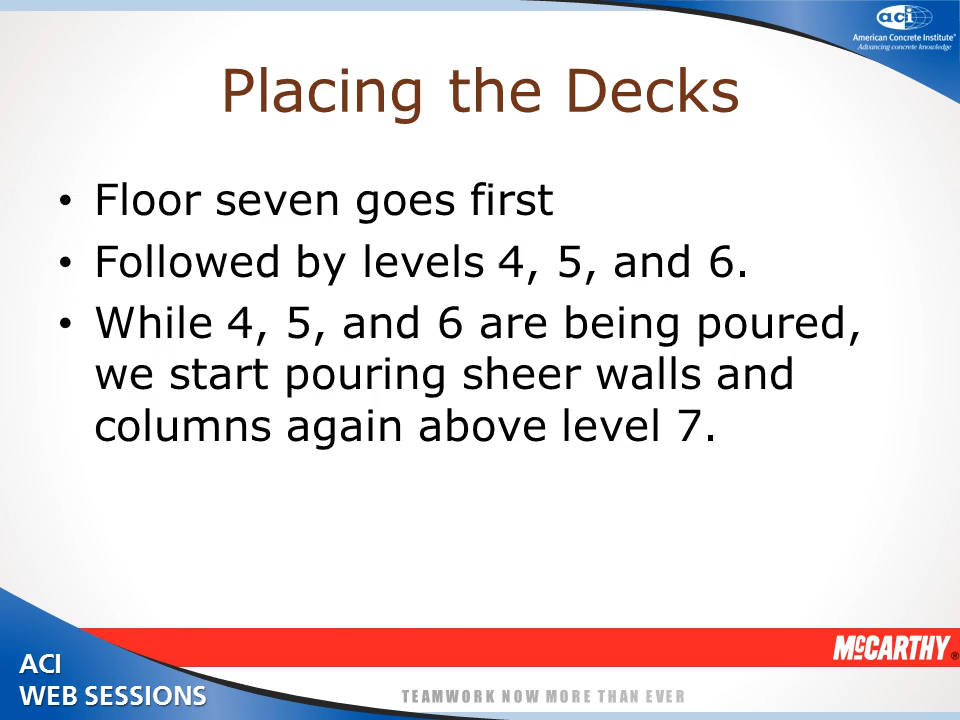 aci
American Concrete Institute®
Advancing concrete knowledge
Placing the Decks
• Floor seven goes first
• Followed by levels 4, 5, and 6.
• While 4, 5, and 6 are being poured,
we start pouring sheer walls and
columns again above level 7.
McCARTHY®
ACI
WEB SESSIONS
TEAMWORK NOW MORE THAN EVER